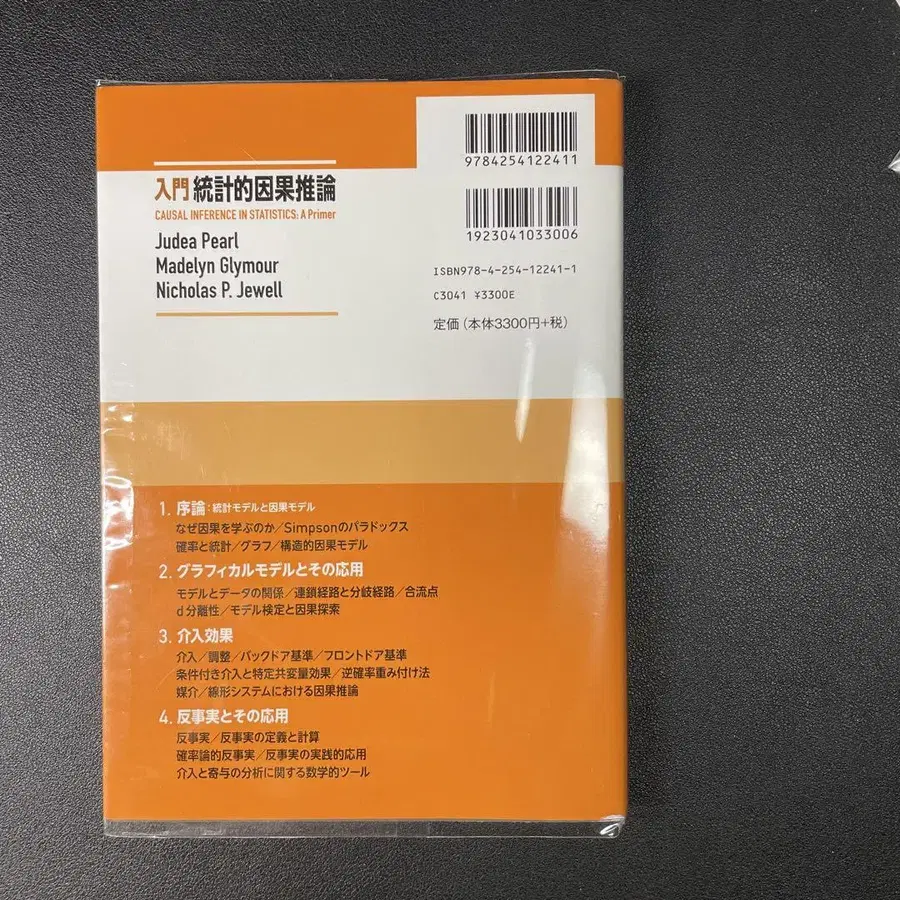 9784254122411
入門 統計的因果推論
CAUSAL INFERENCE IN STATISTICS: A Primer
Judea Pearl
Madelyn Glymour
Nicholas P. Jewell
1923041033006
ISBN978-4-254-12241-1
C3041 ¥3300E
定価(本体3300円+税)
1. 序論:統計モデルと因果モデル
なぜ因果を学ぶのか/Simpsonのパラドックス
確率と統計/グラフ/構造的因果モデル
2. グラフィカルモデルとその応用
モデルとデータの関係/連鎖経路と分岐経路/合流点
d分離性/モデル検定と因果探索
3. 介入効果
介入/調整/バックドア基準/フロントドア基準
条件付き介入と特定共変量効果/逆確率重み付け法
媒介/線形システムにおける因果推論
4. 反事実とその応用
反事実/反事実の定義と計算
確率論的反事実/反事実の実践的応用
介入と寄与の分析に関する数学的ツール